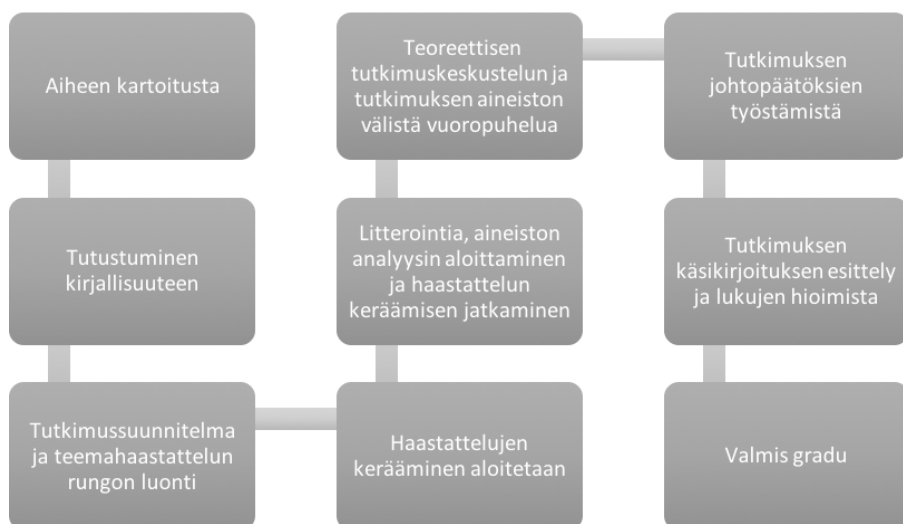 Aiheen kartoitusta
Tutustuminen
kirjallisuuteen
Tutkimussuunnitelma
ja teemahaastattelun
rungon luonti
Haastattelujen
kerääminen aloitetaan
Litterointia, aineiston
analyysin aloittaminen
ja haastattelun
keräämisen jatkaminen
Teoreettisen
tutkimuskeskustelun ja
tutkimuksen aineiston
välistä vuoropuhelua
Tutkimuksen
johtopäätöksien
työstämistä
Tutkimuksen
käsikirjoituksen esittely
ja lukujen hioimista
Valmis gradu